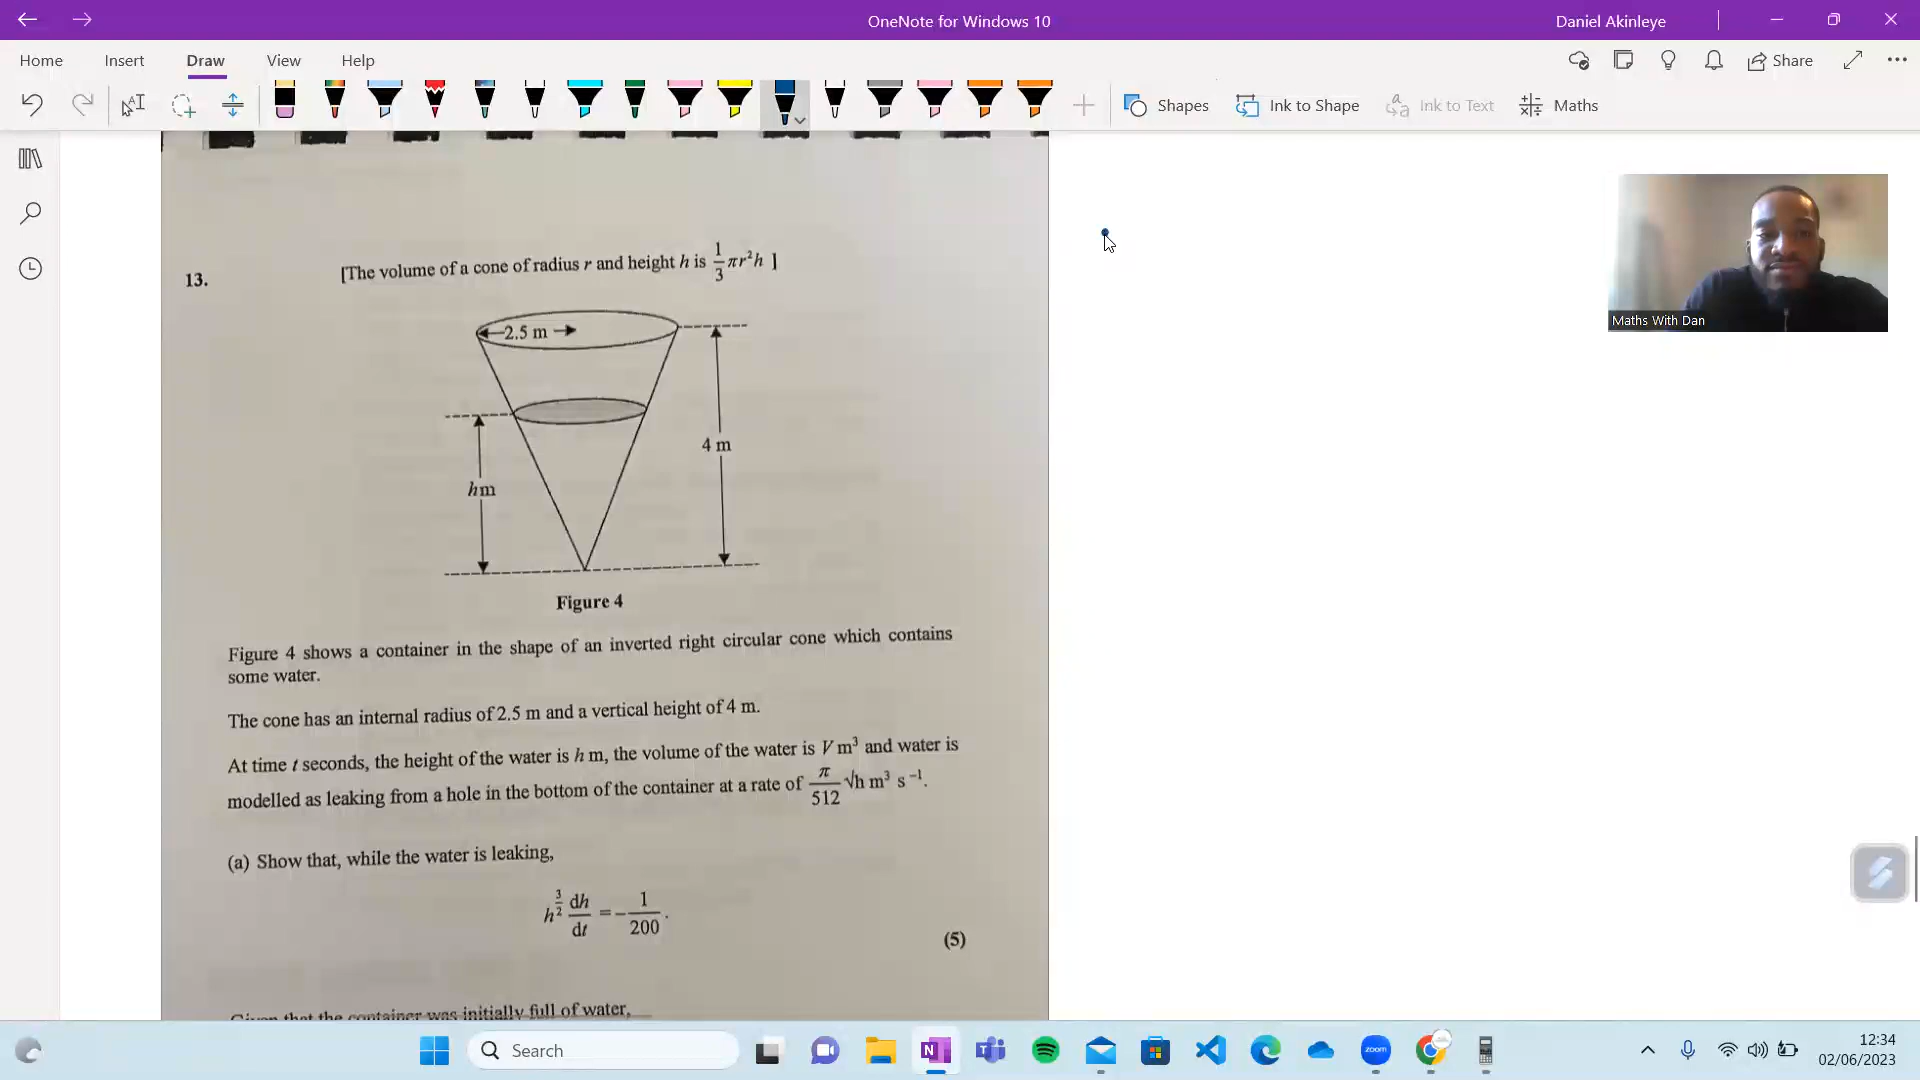 OneNote for Windows 10
Daniel Akinleye
Home Insert Draw View Help
Share
Shapes Ink to Shape Ink to Text Maths
13. [The volume of a cone of radius r and height h is 1/3 πr²h ]
2.5 m
4 m
hm
Figure 4
Figure 4 shows a container in the shape of an inverted right circular cone which contains
some water.
The cone has an internal radius of 2.5 m and a vertical height of 4 m.
At time t seconds, the height of the water is h m, the volume of the water is V m³ and water is
modelled as leaking from a hole in the bottom of the container at a rate of π/512 √h m³ s⁻¹.
(a) Show that, while the water is leaking,
h^(3/2) dh/dt = -1/200.
(5)
Given that the container was initially full of water,
Maths With Dan
Search
zoom
12:34
02/06/2023